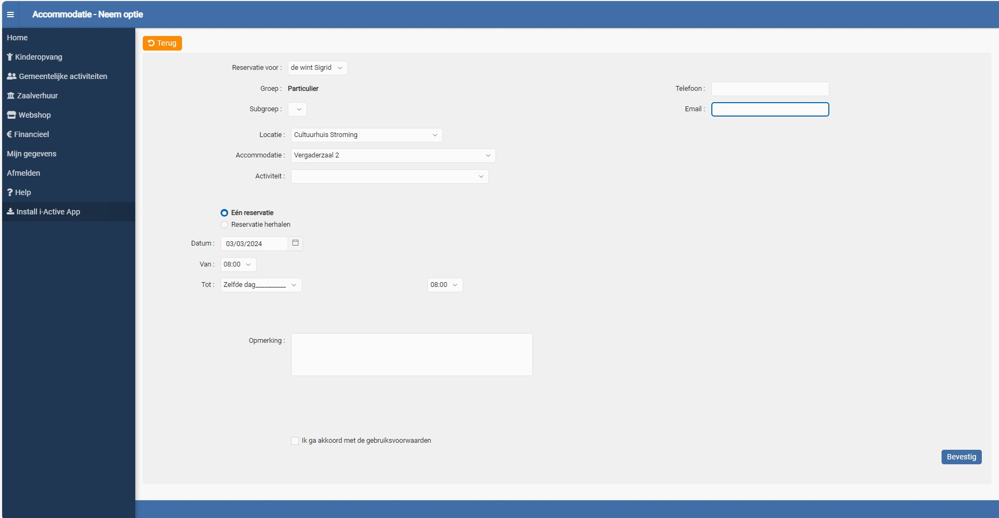 Accommodatie - Neem optie
Home
Kinderopvang
Gemeentelijke activiteiten
Zaalverhuur
Webshop
€ Financieel
Mijn gegevens
Afmelden
? Help
Install i-Active App
Terug
Reservatie voor : de wint Sigrid
Groep : Particulier
Telefoon :
Subgroep :
Email :
Locatie : Cultuurhuis Stroming
Accommodatie : Vergaderzaal 2
Activiteit :
Eén reservatie
Reservatie herhalen
Datum : 03/03/2024
Van : 08:00
Tot : Zelfde dag__________ 08:00
Opmerking :
Ik ga akkoord met de gebruiksvoorwaarden
Bevestig